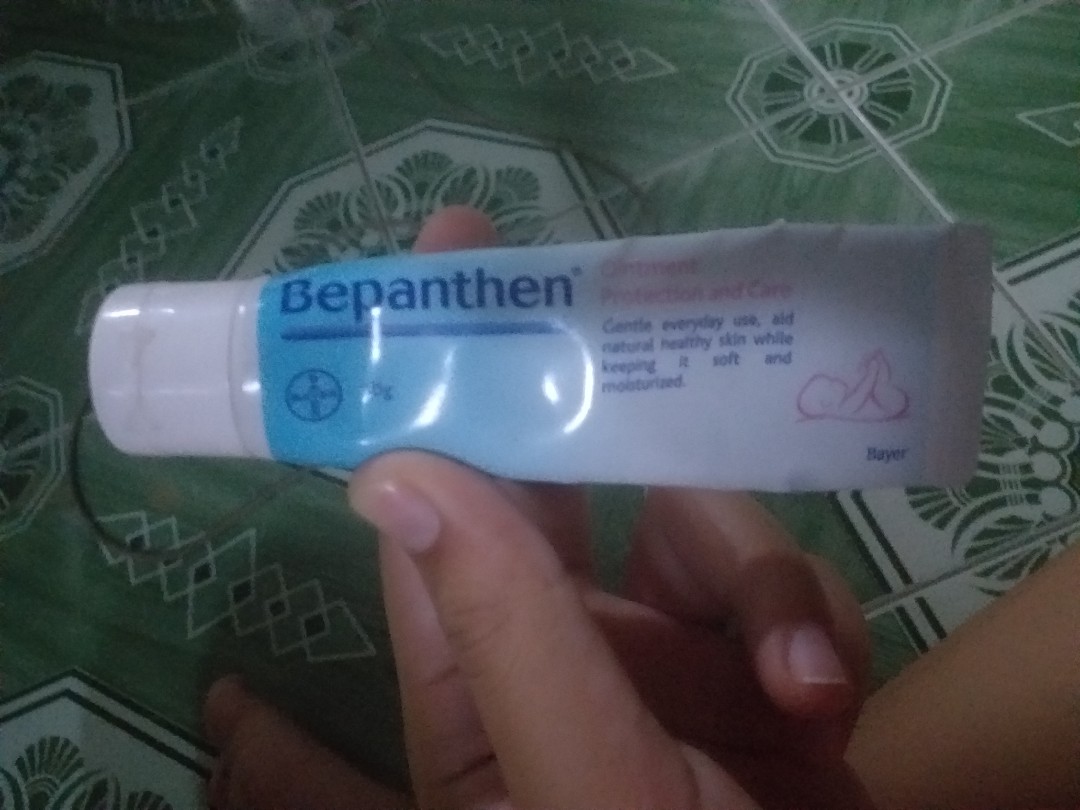 Bepanthen®
Ointment
Protection and Care
Gentle everyday use, aid
natural healthy skin while
keeping it soft and
moisturized.
Bayer